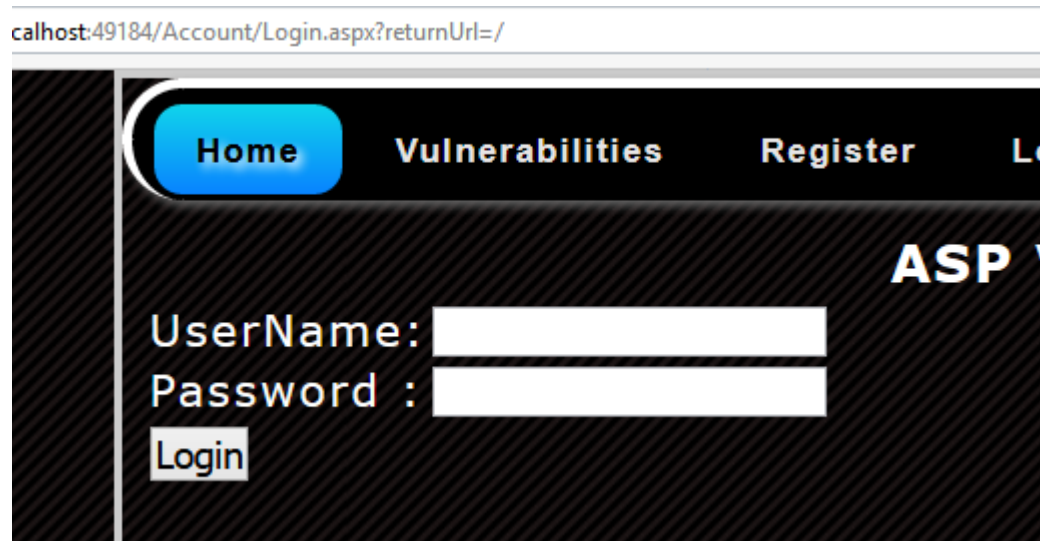 calhost:49184/Account/Login.aspx?returnUrl=/
Home Vulnerabilities Register
ASP
UserName:
Password :
Login